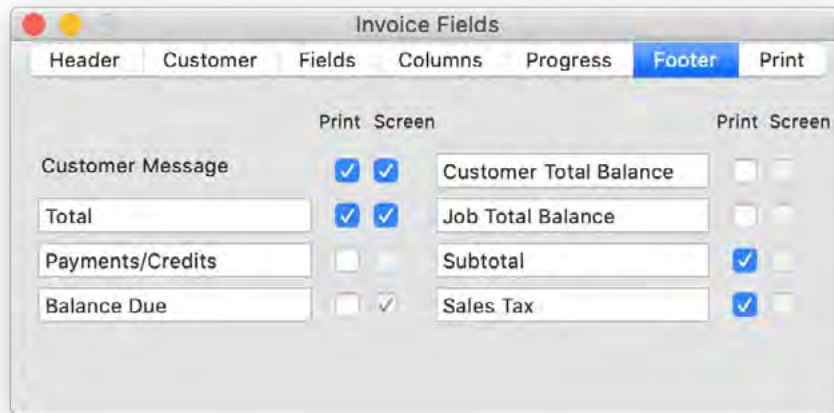 Invoice Fields
Header Customer Fields Columns Progress Footer Print
Print Screen Print Screen
Customer Message Customer Total Balance
Total Job Total Balance
Payments/Credits Subtotal
Balance Due Sales Tax